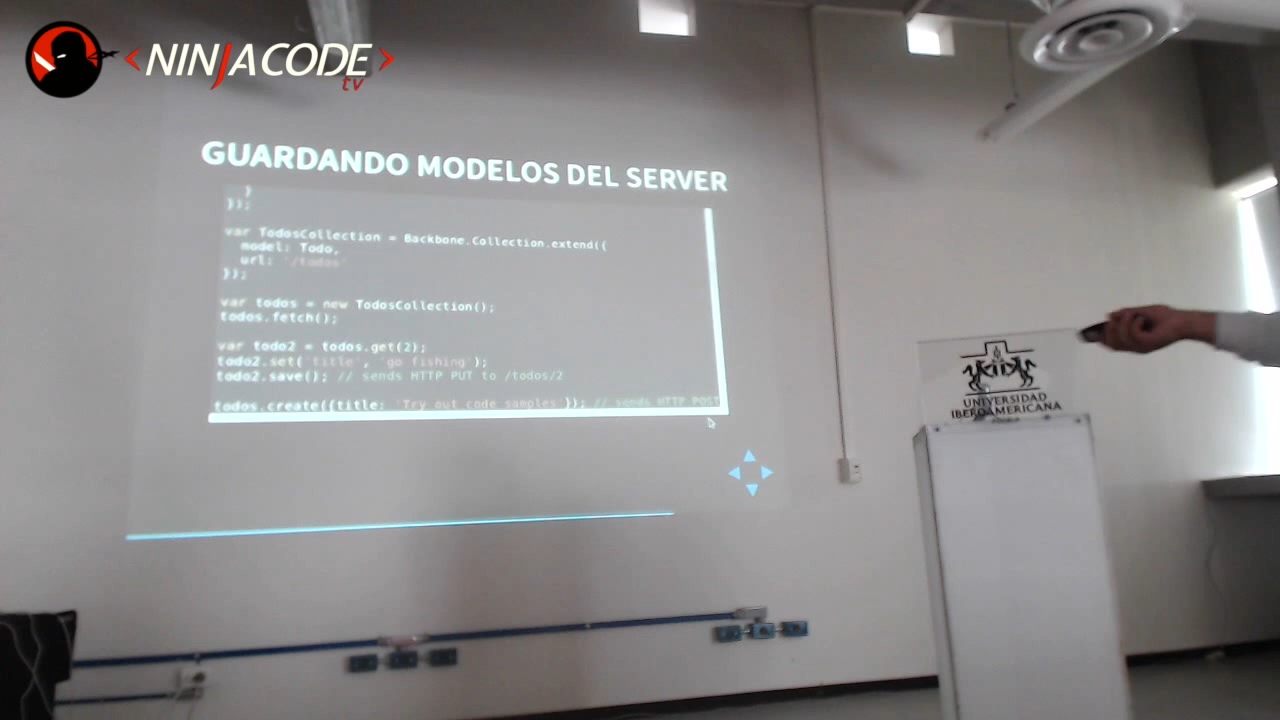 <NINJACODE>
tv
GUARDANDO MODELOS DEL SERVER
}
});
var TodosCollection = Backbone.Collection.extend({
model: Todo,
url: '/todos'
});
var todos = new TodosCollection();
todos.fetch();
var todo2 = todos.get(2);
todo2.set('title', 'go fishing');
todo2.save(); // sends HTTP PUT to /todos/2
todos.create({title: 'Try out code samples'}); // sends HTTP POST
UNIVERSIDAD
IBEROAMERICANA